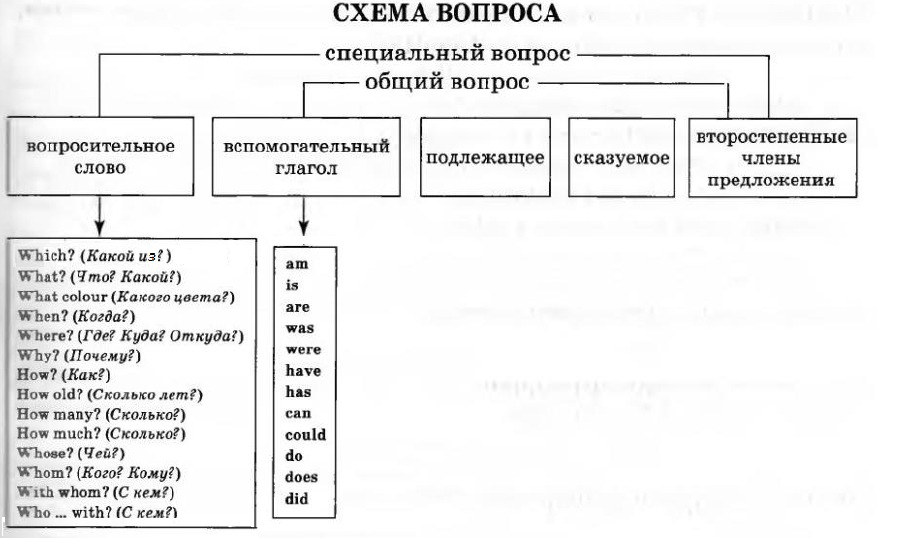 СХЕМА ВОПРОСА
специальный вопрос
общий вопрос
вопросительное
слово
вспомогательный
глагол
подлежащее
сказуемое
второстепенные
члены
предложения
Which? (Какой из?)
What? (Что? Какой?)
What colour (Какого цвета?)
When? (Когда?)
Where? (Где? Куда? Откуда?)
Why? (Почему?)
How? (Как?)
How old? (Сколько лет?)
How many? (Сколько?)
How much? (Сколько?)
Whose? (Чей?)
Whom? (Кого? Кому?)
With whom? (С кем?)
Who ... with? (С кем?)
am
is
are
was
were
have
has
can
could
do
does
did